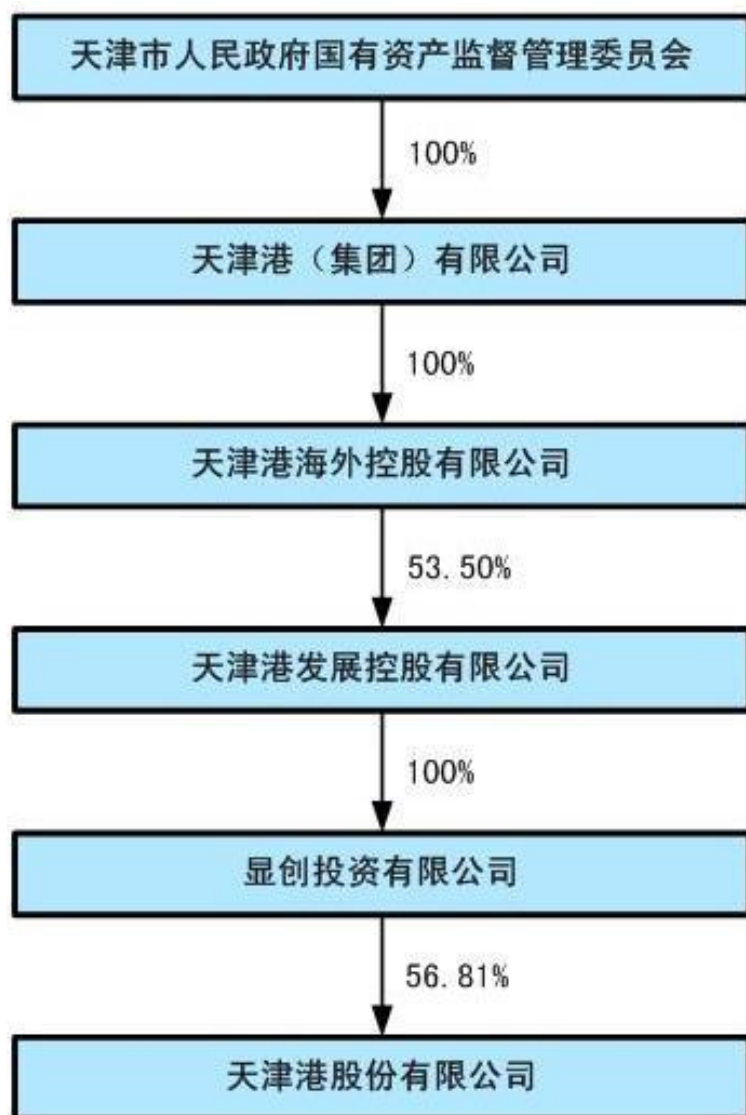 天津市人民政府国有资产监督管理委员会
100%
天津港（集团）有限公司
100%
天津港海外控股有限公司
53.50%
天津港发展控股有限公司
100%
显创投资有限公司
56.81%
天津港股份有限公司